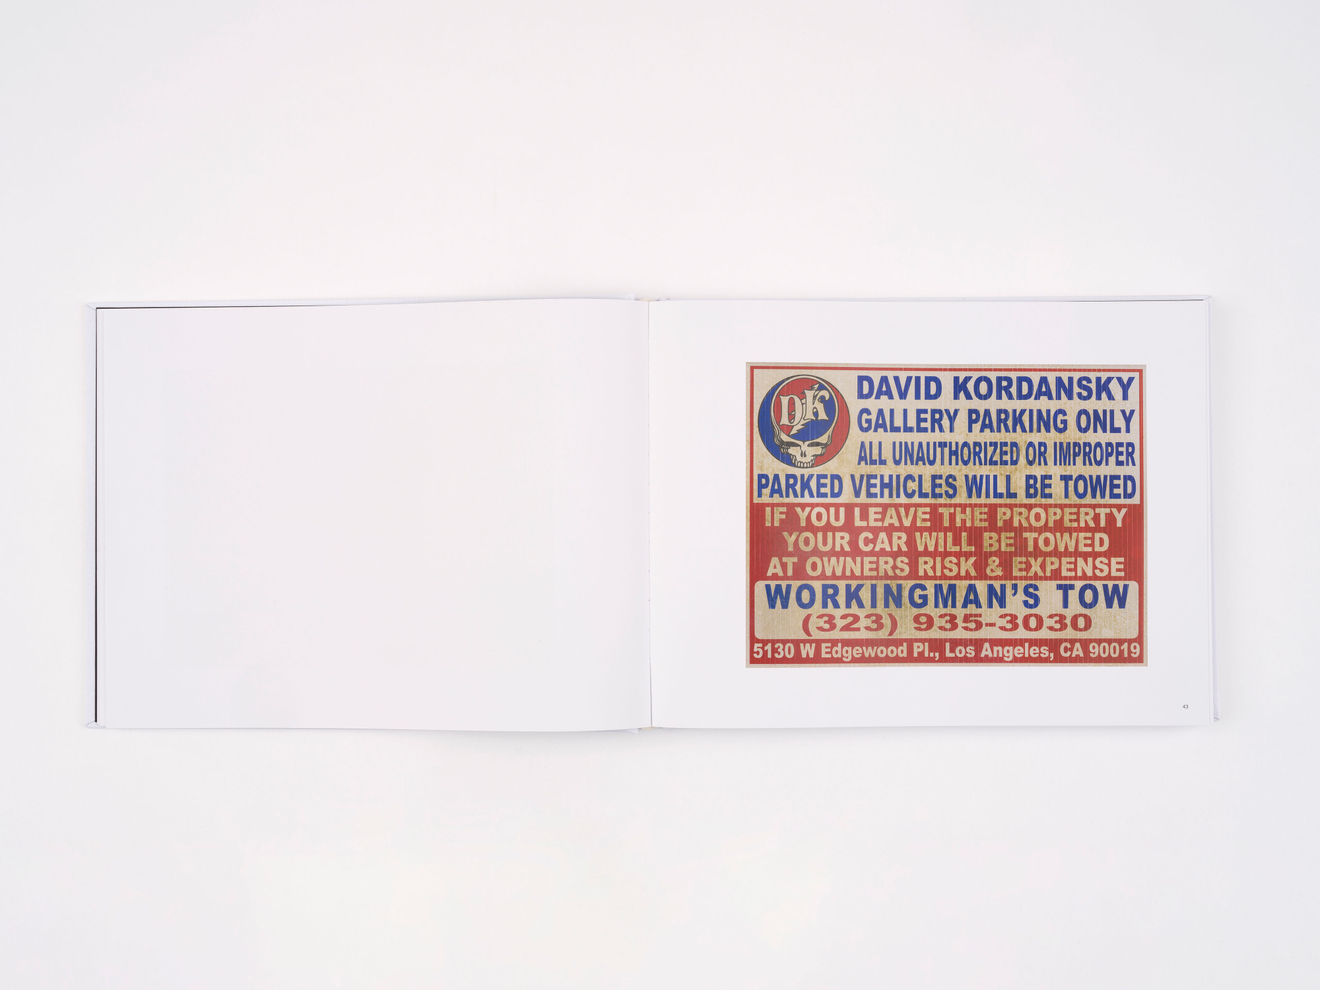 DK
DAVID KORDANSKY
GALLERY PARKING ONLY
ALL UNAUTHORIZED OR IMPROPER
PARKED VEHICLES WILL BE TOWED
IF YOU LEAVE THE PROPERTY
YOUR CAR WILL BE TOWED
AT OWNERS RISK & EXPENSE
WORKINGMAN'S TOW
(323) 935-3030
5130 W Edgewood Pl., Los Angeles, CA 90019
43